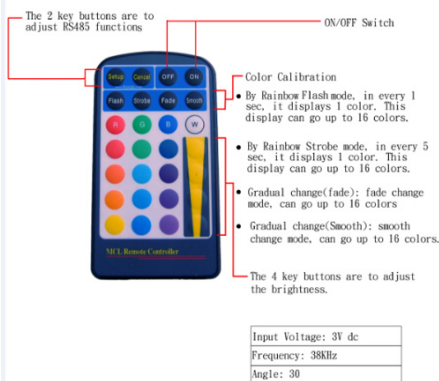 The 2 key buttons are to
adjust RS485 functions
ON/OFF Switch
Setup Cancel OFF ON
Flash Strobe Fade Smooth
R G B W
MCL Remote Controller
Color Calibration
By Rainbow Flash mode, in every 1
sec, it displays 1 color. This
display can go up to 16 colors.
By Rainbow Strobe mode, in every 5
sec, it displays 1 color. This
display can go up to 16 colors.
Gradual change(fade): fade change
mode, can go up to 16 colors
Gradual change(Smooth): smooth
change mode, can go up to 16 colors.
The 4 key buttons are to adjust
the brightness.
Input Voltage: 3V dc
Frequency: 38KHz
Angle: 30